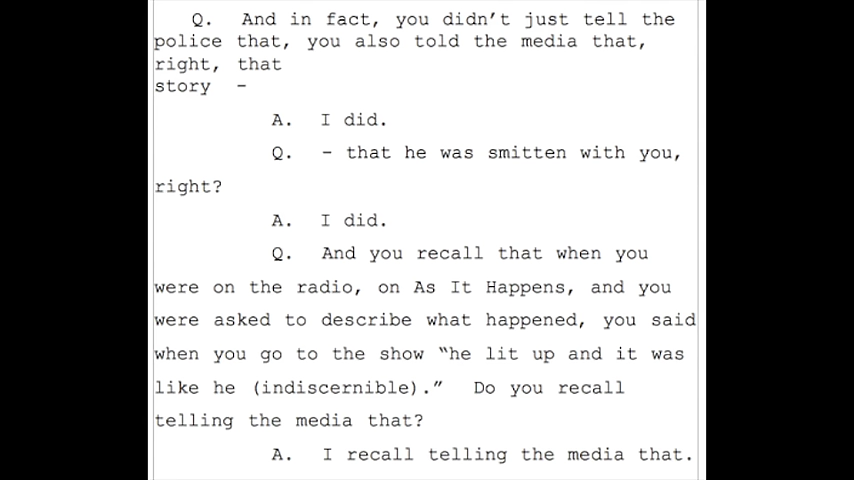 Q. And in fact, you didn’t just tell the
police that, you also told the media that,
right, that
story -
A. I did.
Q. - that he was smitten with you,
right?
A. I did.
Q. And you recall that when you
were on the radio, on As It Happens, and you
were asked to describe what happened, you said
when you go to the show “he lit up and it was
like he (indiscernible).” Do you recall
telling the media that?
A. I recall telling the media that.